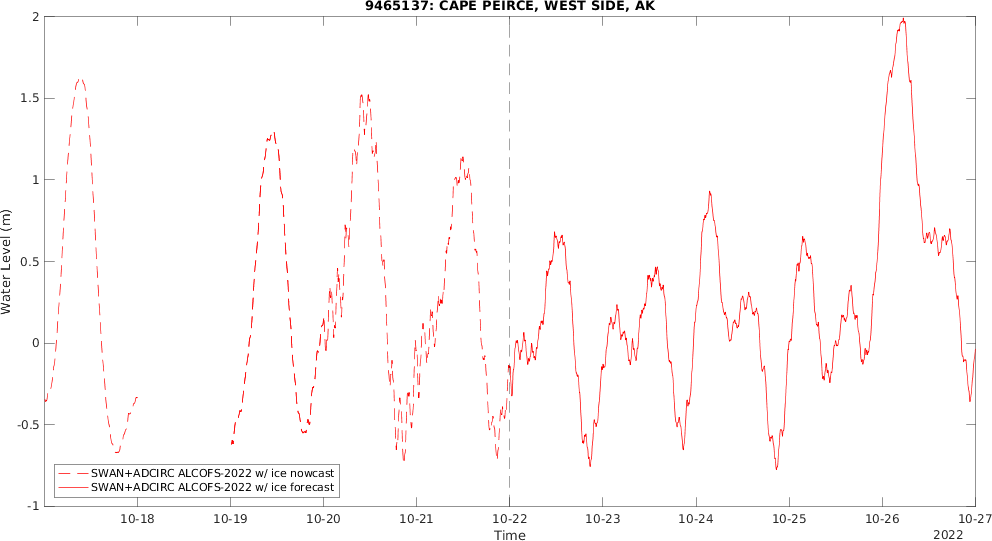 9465137: CAPE PEIRCE, WEST SIDE, AK
Water Level (m)
2
1.5
1
0.5
0
-0.5
-1
SWAN+ADCIRC ALCOFS-2022 w/ ice nowcast
SWAN+ADCIRC ALCOFS-2022 w/ ice forecast
10-18 10-19 10-20 10-21 10-22 10-23 10-24 10-25 10-26 10-27
Time
2022